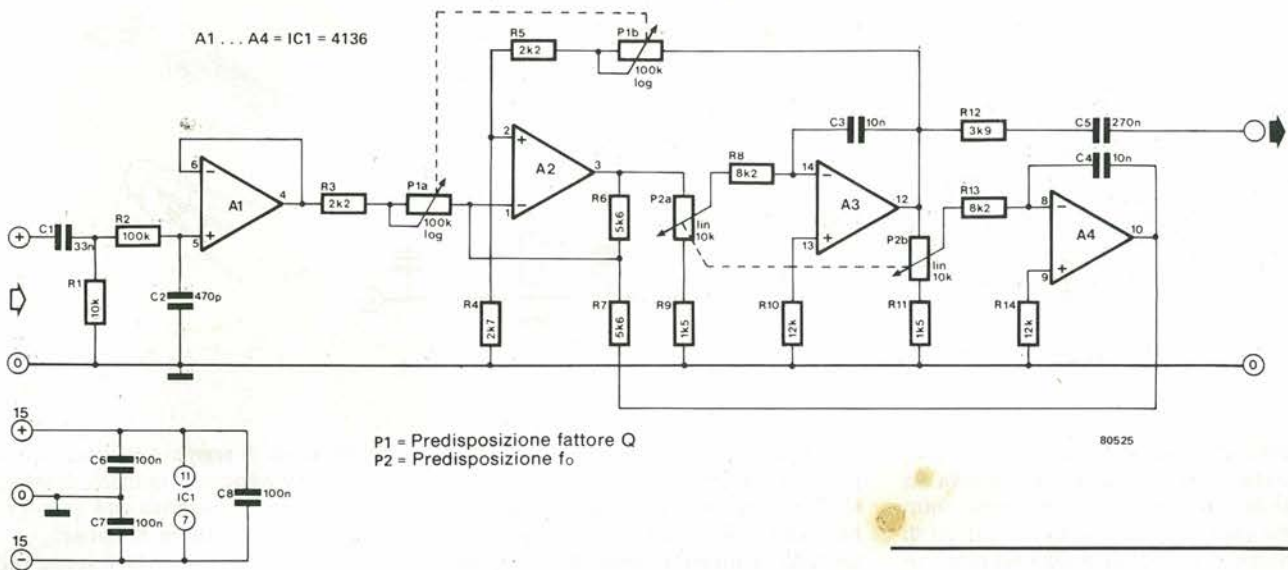 A1 ... A4 = IC1 = 4136
R5
2k2
P1b
100k
log
C3
10n
R12
3k9
C5
270n
C4
10n
6
−
A1
4
+
5
R3
2k2
P1a
100k
log
2
+
A2
3
−
1
R8
8k2
14
−
A3
12
+
13
R13
8k2
8
−
A4
10
+
9
C1
33n
R2
100k
R6
5k6
P2a
lin
10k
P2b
lin
10k
+
R1
10k
C2
470p
R4
2k7
R7
5k6
R9
1k5
R10
12k
R11
1k5
R14
12k
0
0
15
+
P1 = Predisposizione fattore Q
P2 = Predisposizione fo
80525
C6
100n
11
IC1
7
C8
100n
0
C7
100n
15
−